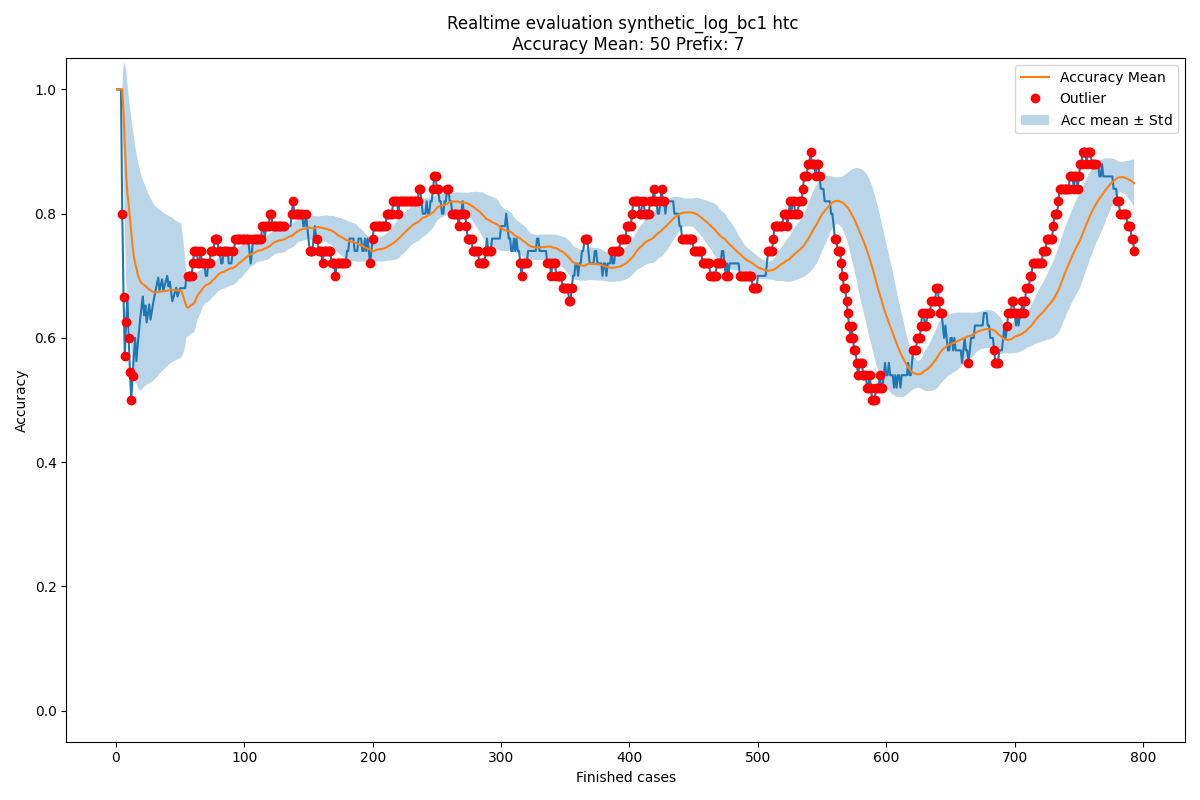 Realtime evaluation synthetic_log_bc1 htc
Accuracy Mean: 50 Prefix: 7
Accuracy Mean
Outlier
Acc mean ± Std
1.0
0.8
0.6
0.4
0.2
0.0
Accuracy
0 100 200 300 400 500 600 700 800
Finished cases